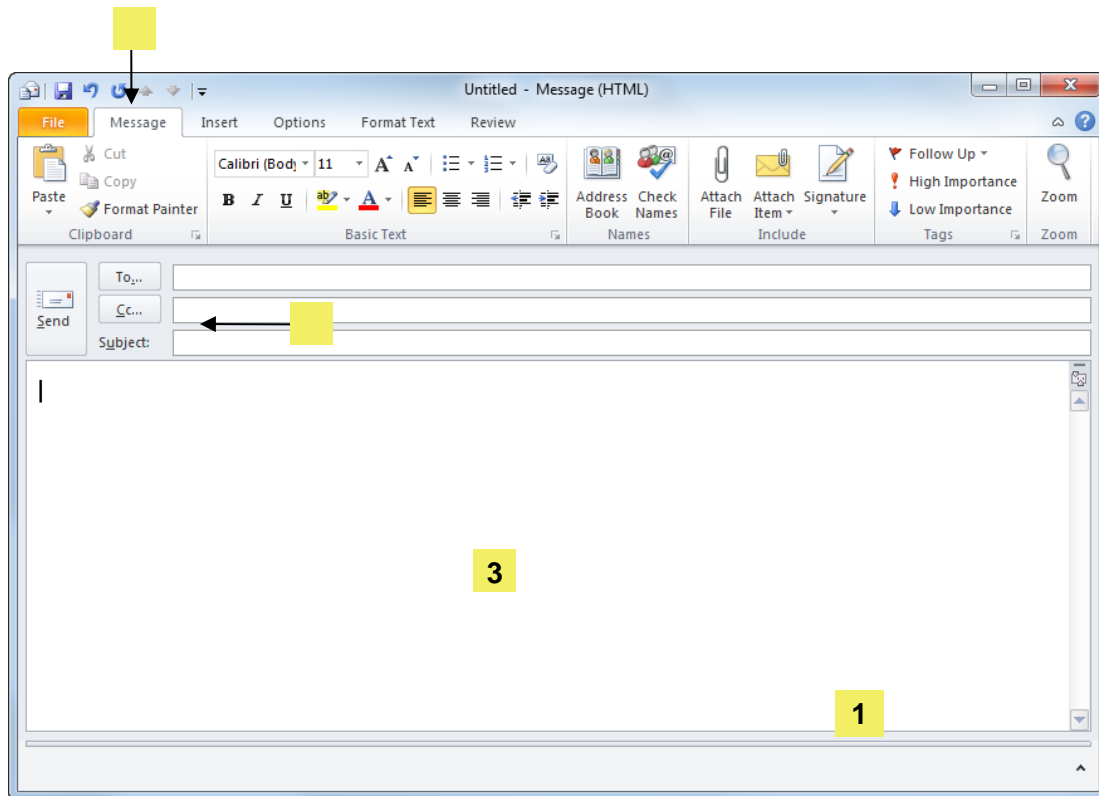 Untitled - Message (HTML)
File Message Insert Options Format Text Review
Cut
Copy
Paste
Format Painter
Clipboard
Calibri (Body 11
B I U
Basic Text
Address Book
Check Names
Names
Attach File
Attach Item
Signature
Include
Follow Up
High Importance
Low Importance
Tags
Zoom
Zoom
Send
To...
Cc...
Subject:
3
1